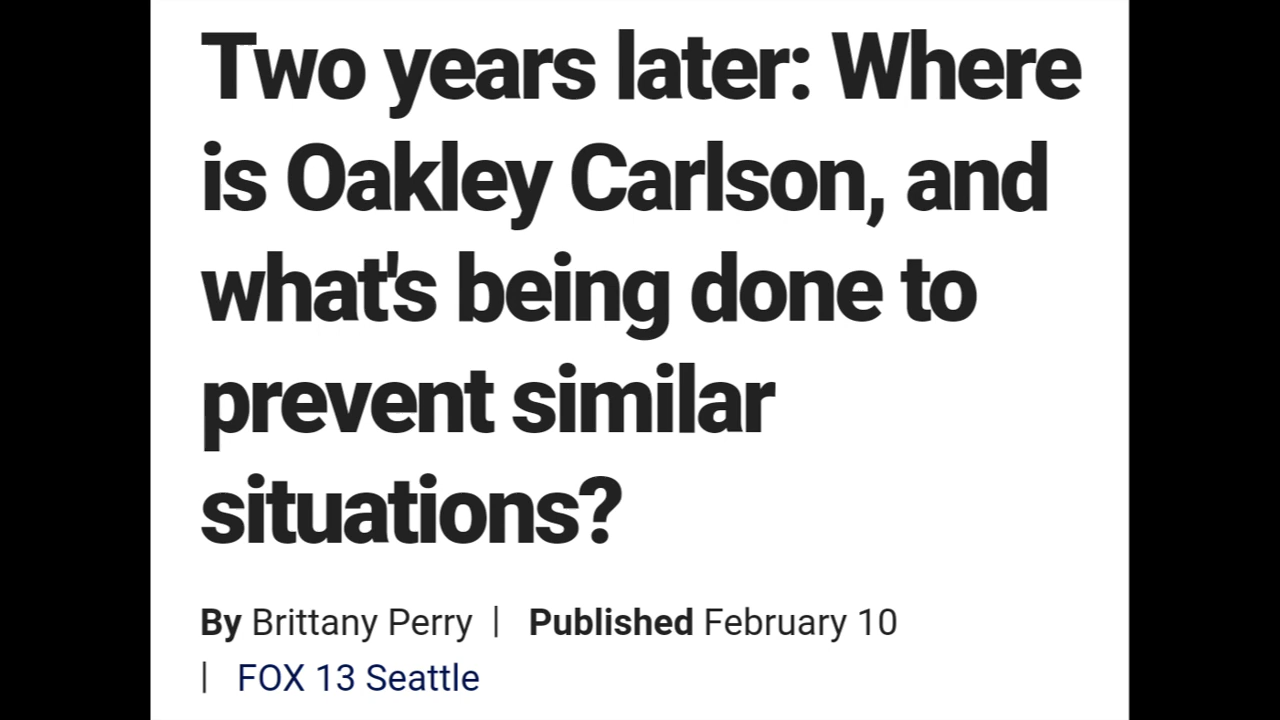 Two years later: Where
is Oakley Carlson, and
what's being done to
prevent similar
situations?
By Brittany Perry | Published February 10
| FOX 13 Seattle